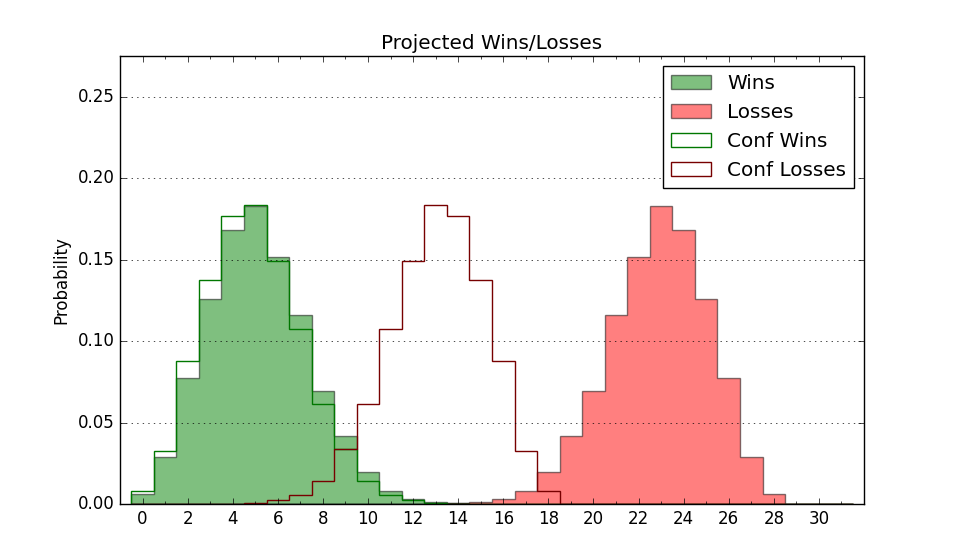 Projected Wins/Losses
Wins
Losses
Conf Wins
Conf Losses
Probability
0.25
0.20
0.15
0.10
0.05
0.00
0 2 4 6 8 10 12 14 16 18 20 22 24 26 28 30